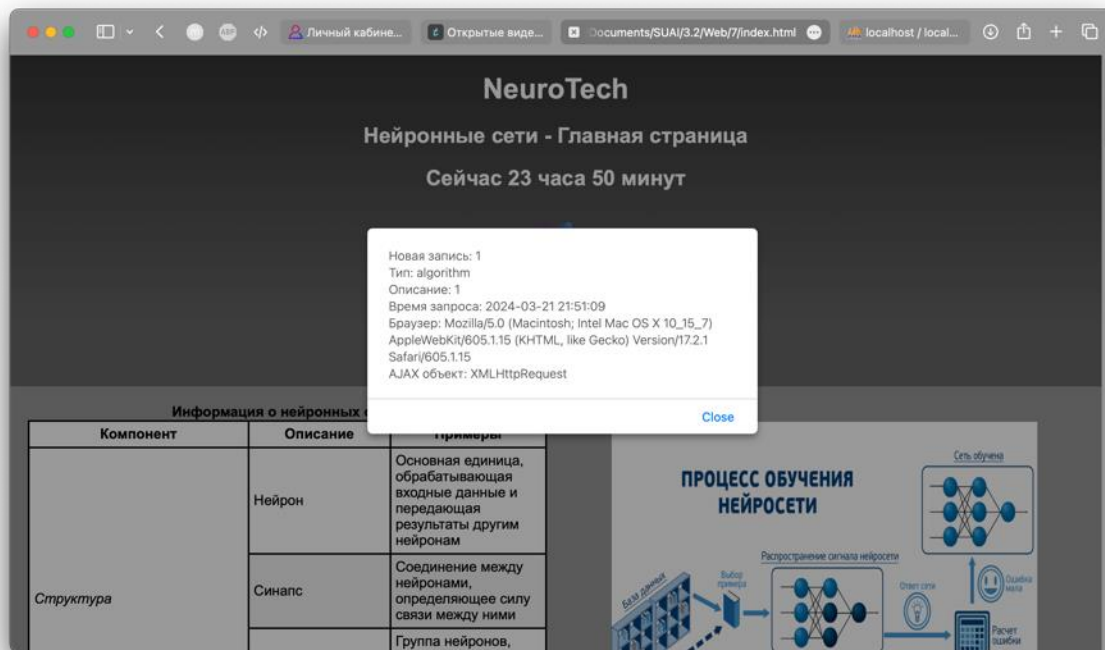 Личный кабине...
Открытые виде...
Documents/SUAI/3.2/Web/7/index.html
localhost / local...
NeuroTech
Нейронные сети - Главная страница
Сейчас 23 часа 50 минут
Новая запись: 1
Тип: algorithm
Описание: 1
Время запроса: 2024-03-21 21:51:09
Браузер: Mozilla/5.0 (Macintosh; Intel Mac OS X 10_15_7)
AppleWebKit/605.1.15 (KHTML, like Gecko) Version/17.2.1
Safari/605.1.15
AJAX объект: XMLHttpRequest
Close
Информация о нейронных
Компонент
Описание
Примеры
Структура
Нейрон
Основная единица,
обрабатывающая
входные данные и
передающая
результаты другим
нейронам
Синапс
Соединение между
нейронами,
определяющее силу
связи между ними
Группа нейронов,
ПРОЦЕСС ОБУЧЕНИЯ
НЕЙРОСЕТИ
Сеть обучена
Распространение сигнала нейросети
База данных
Выбор
примера
Ответ сети
Ошибка
мала
Расчет
ошибки